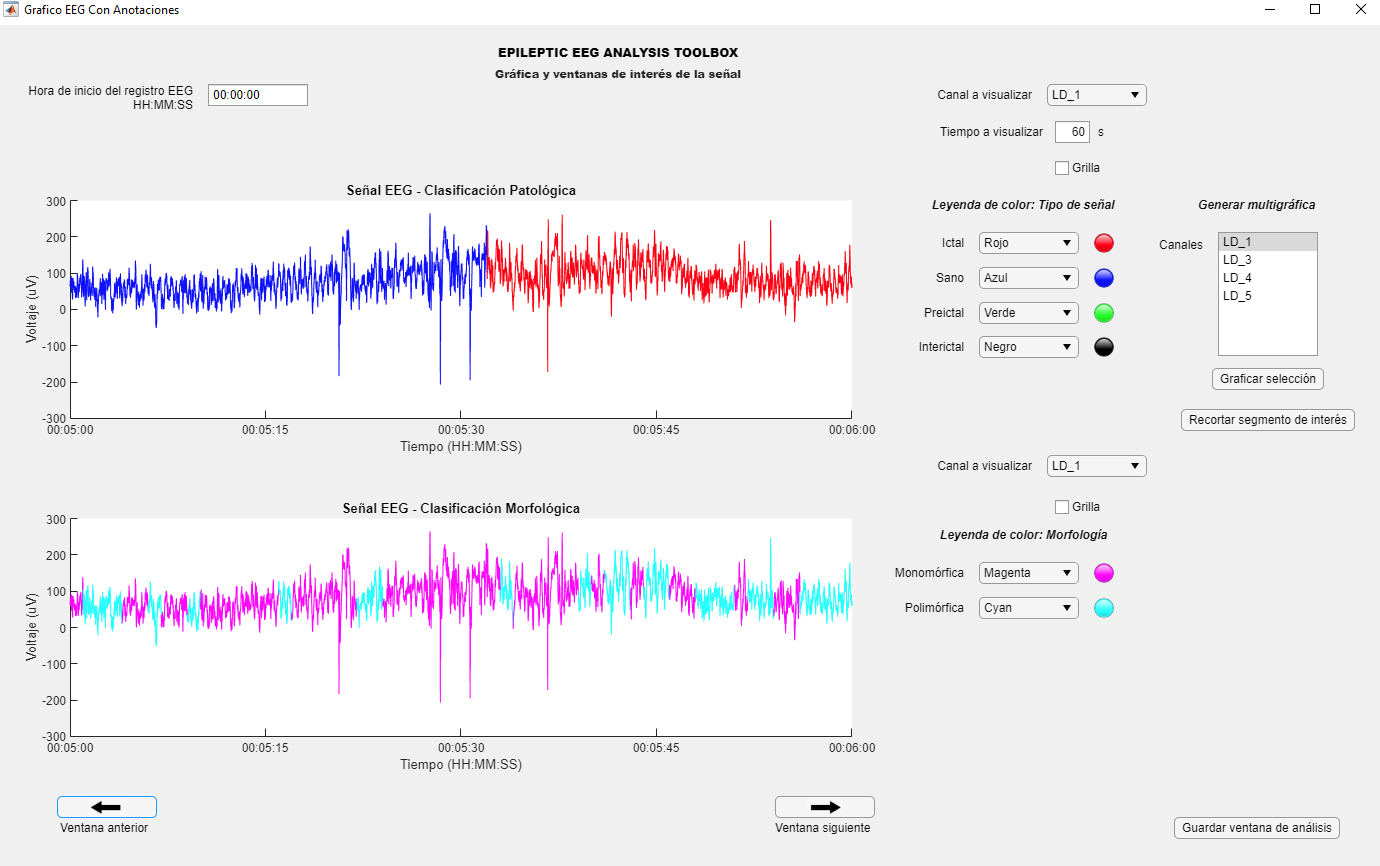 Grafico EEG Con Anotaciones
EPILEPTIC EEG ANALYSIS TOOLBOX
Gráfica y ventanas de interés de la señal
Hora de inicio del registro EEG
HH:MM:SS
00:00:00
Canal a visualizar
LD_1
Tiempo a visualizar
60
s
Grilla
Señal EEG - Clasificación Patológica
300
200
100
0
-100
-200
-300
Voltaje (uV)
00:05:00
00:05:15
00:05:30
00:05:45
00:06:00
Tiempo (HH:MM:SS)
Leyenda de color: Tipo de señal
Ictal
Rojo
Sano
Azul
Preictal
Verde
Interictal
Negro
Generar multigráfica
Canales
LD_1
LD_3
LD_4
LD_5
Graficar selección
Recortar segmento de interés
Canal a visualizar
LD_1
Grilla
Señal EEG - Clasificación Morfológica
300
200
100
0
-100
-200
-300
Voltaje (uV)
00:05:00
00:05:15
00:05:30
00:05:45
00:06:00
Tiempo (HH:MM:SS)
Leyenda de color: Morfología
Monomórfica
Magenta
Polimórfica
Cyan
Ventana anterior
Ventana siguiente
Guardar ventana de análisis